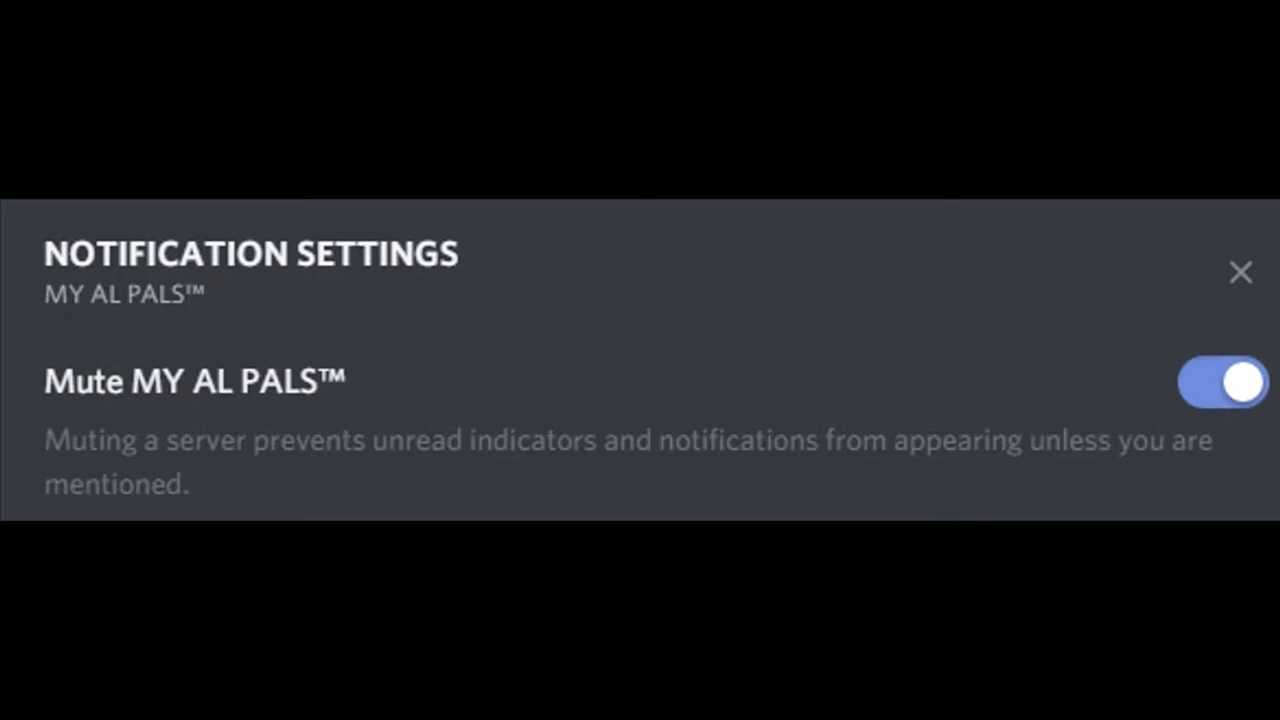 NOTIFICATION SETTINGS
MY AL PALS™
Mute MY AL PALS™
Muting a server prevents unread indicators and notifications from appearing unless you are
mentioned.